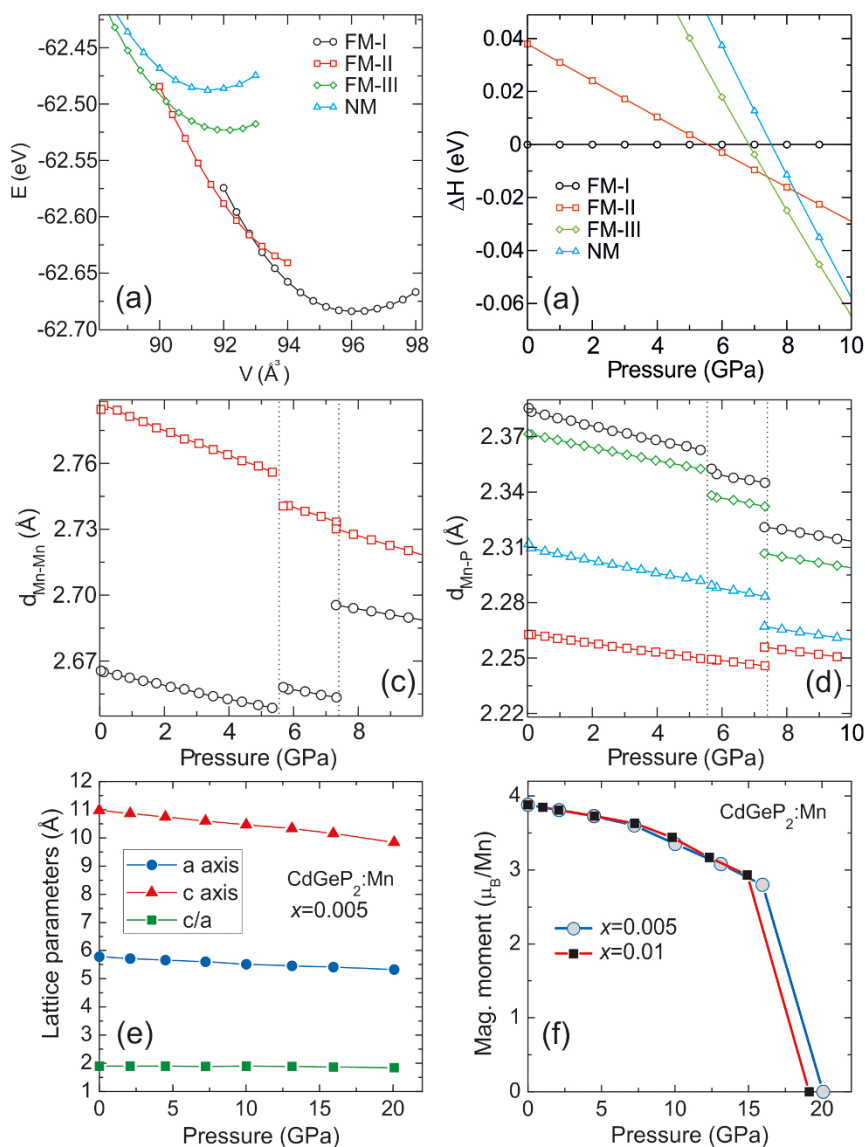 E (eV)
-62.45
-62.50
-62.55
-62.60
-62.65
-62.70
FM-I
FM-II
FM-III
NM
(a)
90 92 94 96 98
V (Å³)
ΔH (eV)
0.04
0.02
0
-0.02
-0.04
-0.06
FM-I
FM-II
FM-III
NM
(a)
0 2 4 6 8 10
Pressure (GPa)
d_Mn-Mn (Å)
2.76
2.73
2.70
2.67
(c)
0 2 4 6 8
Pressure (GPa)
d_Mn-P (Å)
2.37
2.34
2.31
2.28
2.25
2.22
(d)
0 2 4 6 8 10
Pressure (GPa)
Lattice parameters (Å)
12
11
10
9
8
7
6
5
4
3
2
1
a axis
c axis
c/a
CdGeP₂:Mn
x=0.005
(e)
0 5 10 15 20
Pressure (GPa)
Mag. moment (μ_B/Mn)
4
3
2
1
0
CdGeP₂:Mn
x=0.005
x=0.01
(f)
0 5 10 15 20
Pressure (GPa)